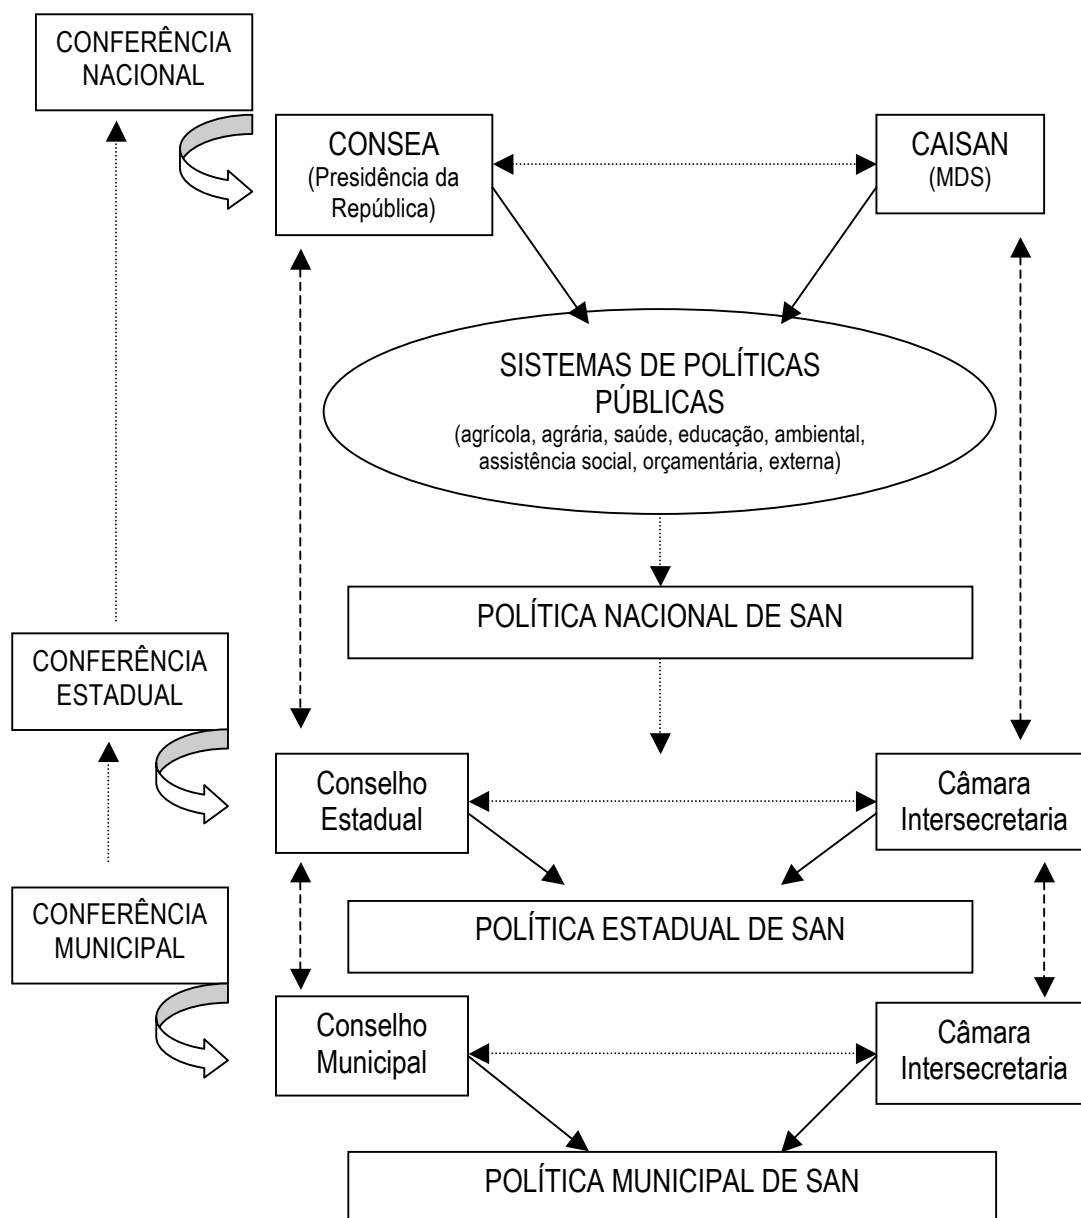 CONFERÊNCIA
NACIONAL
CONSEA
(Presidência da
República)
CAISAN
(MDS)
SISTEMAS DE POLÍTICAS
PÚBLICAS
(agrícola, agrária, saúde, educação, ambiental,
assistência social, orçamentária, externa)
POLÍTICA NACIONAL DE SAN
CONFERÊNCIA
ESTADUAL
Conselho
Estadual
Câmara
Intersecretaria
CONFERÊNCIA
MUNICIPAL
POLÍTICA ESTADUAL DE SAN
Conselho
Municipal
Câmara
Intersecretaria
POLÍTICA MUNICIPAL DE SAN